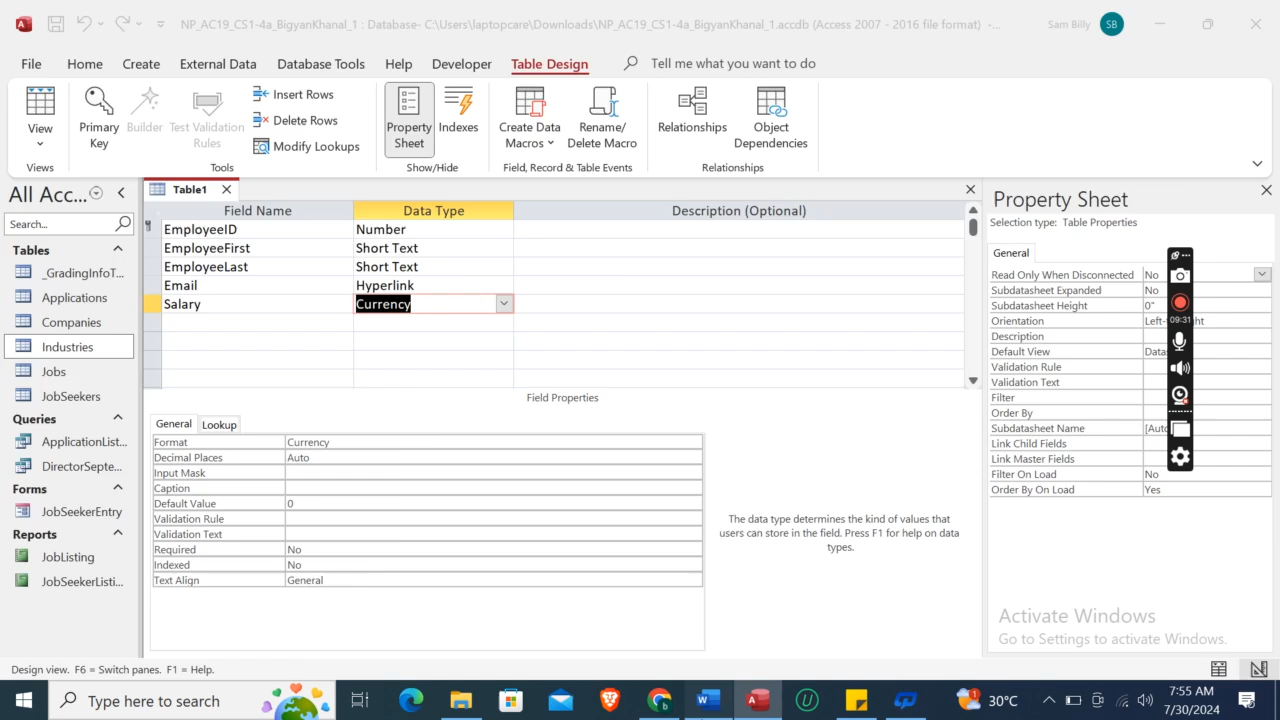 NP_AC19_CS1-4a_BigyanKhanal_1 : Database- C:\Users\laptopcare\Downloads\NP_AC19_CS1-4a_BigyanKhanal_1.accdb (Access 2007 - 2016 file format) -...
Sam Billy
SB
File Home Create External Data Database Tools Help Developer Table Design Tell me what you want to do
View
Primary Key
Builder
Test Validation Rules
Insert Rows
Delete Rows
Modify Lookups
Property Sheet
Indexes
Create Data Macros
Rename/ Delete Macro
Relationships
Object Dependencies
Views
Tools
Show/Hide
Field, Record & Table Events
Relationships
All Acc...
Search...
Tables
_GradingInfoT...
Applications
Companies
Industries
Jobs
JobSeekers
Queries
ApplicationList...
DirectorSepte...
Forms
JobSeekerEntry
Reports
JobListing
JobSeekerListi...
Table1
Field Name Data Type Description (Optional)
EmployeeID Number
EmployeeFirst Short Text
EmployeeLast Short Text
Email Hyperlink
Salary Currency
Field Properties
General Lookup
Format Currency
Decimal Places Auto
Input Mask
Caption
Default Value 0
Validation Rule
Validation Text
Required No
Indexed No
Text Align General
The data type determines the kind of values that
users can store in the field. Press F1 for help on data
types.
Property Sheet
Selection type: Table Properties
General
Read Only When Disconnected No
Subdatasheet Expanded No
Subdatasheet Height 0"
Orientation
Description
Default View
Validation Rule
Validation Text
Filter
Order By
Subdatasheet Name
Link Child Fields
Link Master Fields
Filter On Load No
Order By On Load Yes
09:31
Activate Windows
Go to Settings to activate Windows.
Design view. F6 = Switch panes. F1 = Help.
Type here to search
30°C
7:55 AM
7/30/2024